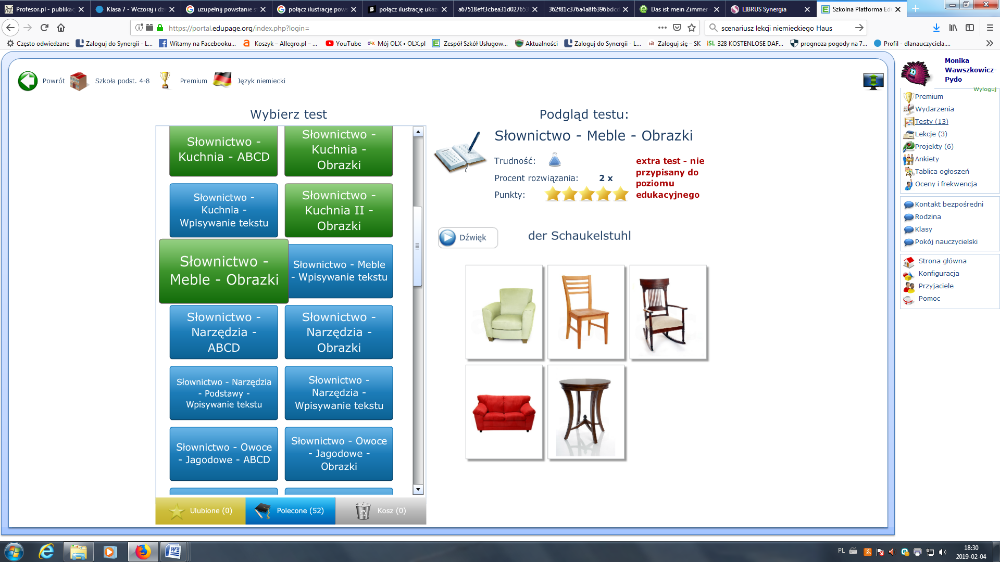 Profesor.pl - publikac
Klasa 7 - Wczoraj i dzi
uzupełnij powstanie s
połącz ilustrację pows
połącz ilustrację ukazu
a67518eff3cbea31d027653
362f81c376a4a8f6396bdcd
Das ist mein Zimmer
LIBRUS Synergia
Szkolna Platforma Edu
https://portal.edupage.org/index.php?login=
scenariusz lekcji niemieckiego Haus
Często odwiedzane
Zaloguj do Synergii - L...
Witamy na Facebooku...
Koszyk – Allegro.pl – ...
YouTube
Mój OLX • OLX.pl
Zespół Szkół Usługow...
Aktualności
Zaloguj do Synergii - L...
Zaloguj się – SK
iSL 328 KOSTENLOSE DAF...
prognoza pogody na 7...
Profil - dlanauczyciela....
Powrót
Szkoła podst. 4-8
Premium
Język niemiecki
Wybierz test
Słownictwo -
Kuchnia - ABCD
Słownictwo -
Kuchnia -
Obrazki
Słownictwo -
Kuchnia -
Wpisywanie tekstu
Słownictwo -
Kuchnia II -
Obrazki
Słownictwo -
Meble - Obrazki
Słownictwo - Meble
- Wpisywanie tekstu
Słownictwo -
Narzędzia -
ABCD
Słownictwo -
Narzędzia -
Obrazki
Słownictwo - Narzędzia
- Podstawy -
Wpisywanie tekstu
Słownictwo -
Narzędzia -
Wpisywanie tekstu
Słownictwo - Owoce
- Jagodowe - ABCD
Słownictwo - Owoce
- Jagodowe -
Obrazki
Ulubione (0)
Polecone (52)
Kosz (0)
Podgląd testu:
Słownictwo - Meble - Obrazki
Trudność:
Procent rozwiązania: 2 x
Punkty:
extra test - nie
przypisany do
poziomu
edukacyjnego
Dźwięk
der Schaukelstuhl
Monika
Wawszkowicz-
Pydo
Wyloguj
Premium
Wydarzenia
Testy (13)
Lekcje (3)
Projekty (6)
Ankiety
Tablica ogłoszeń
Oceny i frekwencja
Kontakt bezpośredni
Rodzina
Klasy
Pokój nauczycielski
Strona główna
Konfiguracja
Przyjaciele
Pomoc
PL
18:30
2019-02-04